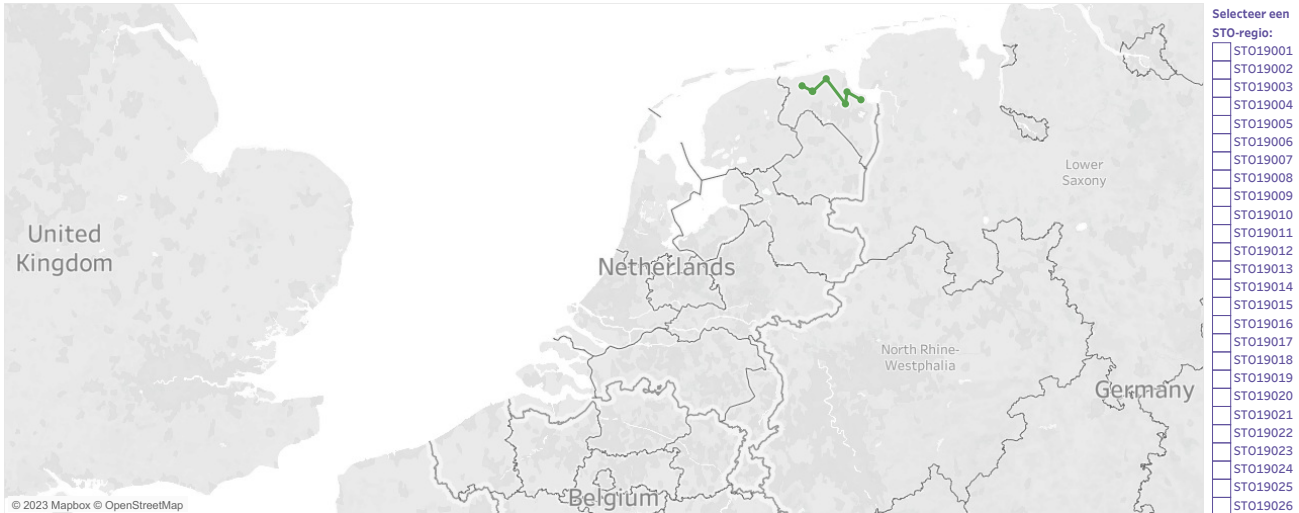 United
Kingdom
Netherlands
Belgium
Lower
Saxony
North Rhine-
Westphalia
Germany
© 2023 Mapbox © OpenStreetMap
Selecteer een
STO-regio:
STO19001
STO19002
STO19003
STO19004
STO19005
STO19006
STO19007
STO19008
STO19009
STO19010
STO19011
STO19012
STO19013
STO19014
STO19015
STO19016
STO19017
STO19018
STO19019
STO19020
STO19021
STO19022
STO19023
STO19024
STO19025
STO19026